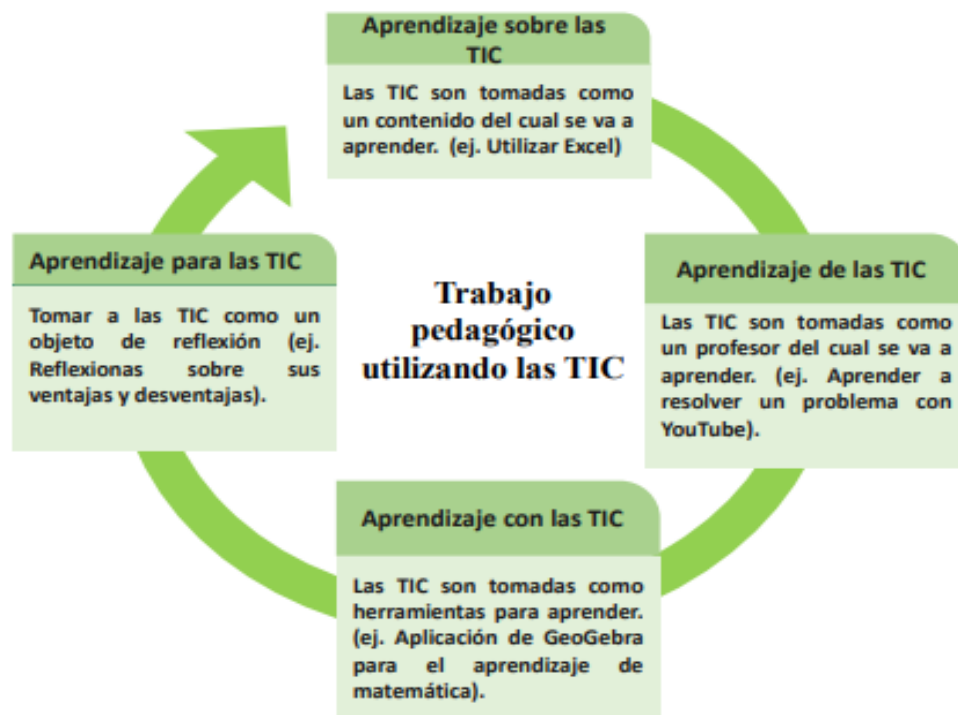 Aprendizaje sobre las
TIC
Las TIC son tomadas como
un contenido del cual se va a
aprender. (ej. Utilizar Excel)
Aprendizaje para las TIC
Tomar a las TIC como un
objeto de reflexión (ej.
Reflexionas sobre sus
ventajas y desventajas).
Trabajo
pedagógico
utilizando las TIC
Aprendizaje de las TIC
Las TIC son tomadas como
un profesor del cual se va a
aprender. (ej. Aprender a
resolver un problema con
YouTube).
Aprendizaje con las TIC
Las TIC son tomadas como
herramientas para aprender.
(ej. Aplicación de GeoGebra
para el aprendizaje de
matemática).